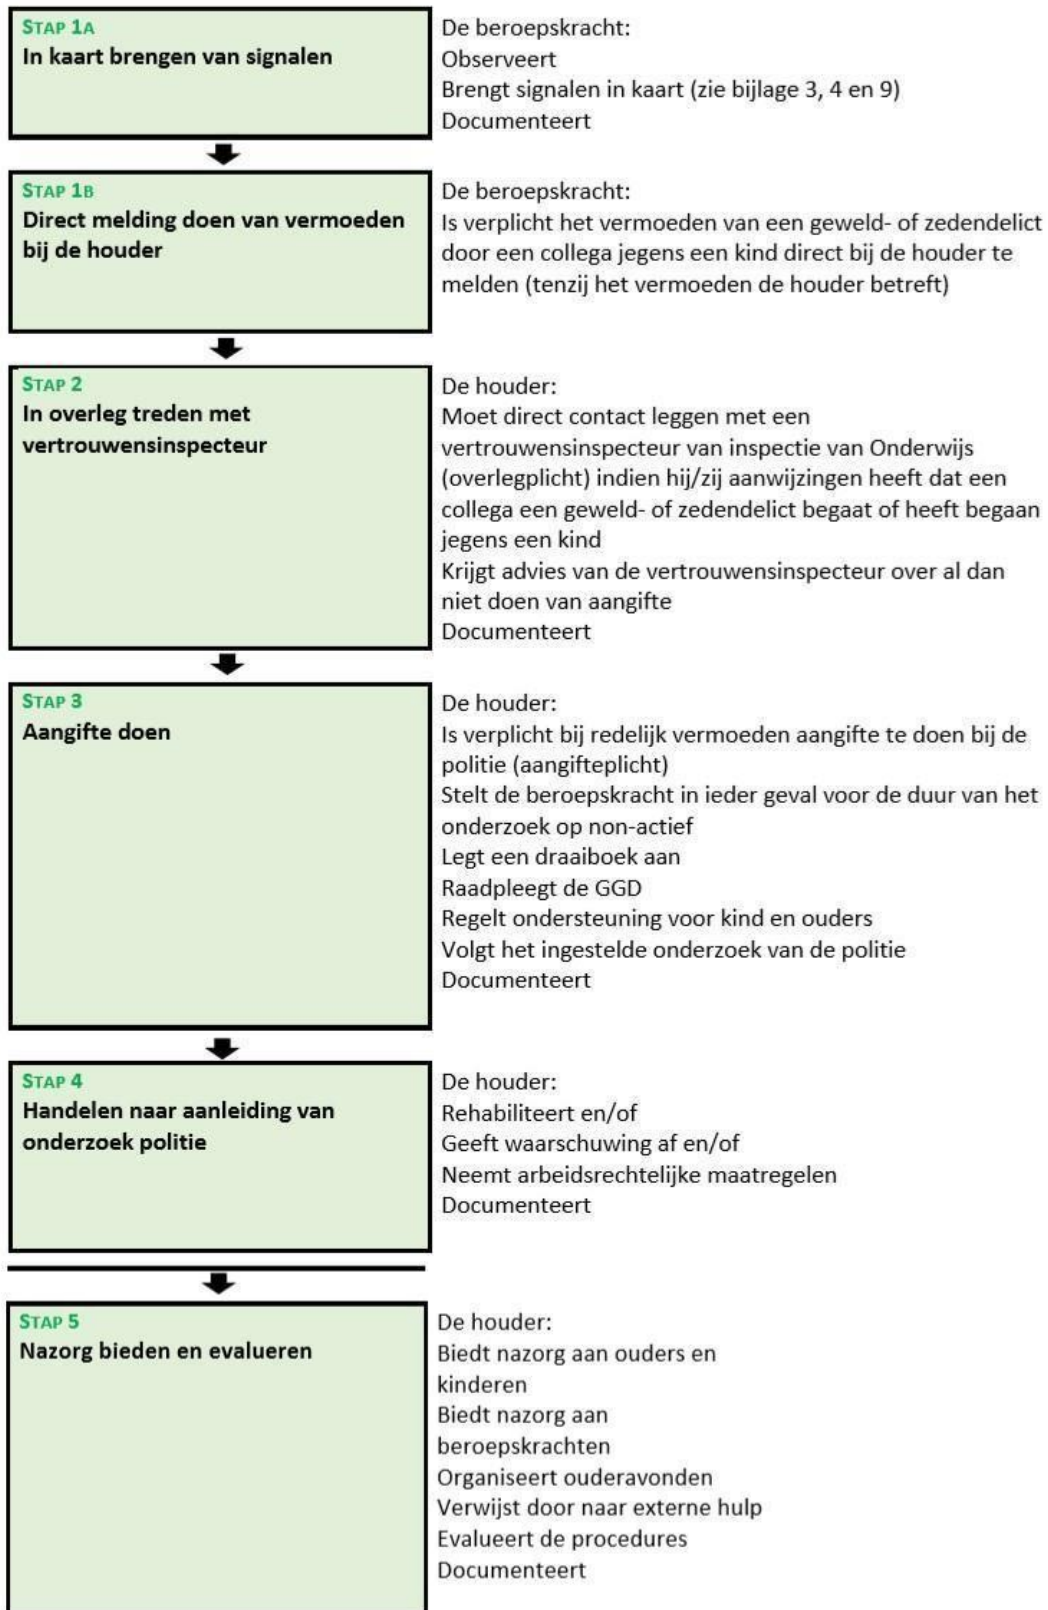 STAP 1A
In kaart brengen van signalen
De beroepskracht:
Observeert
Brengt signalen in kaart (zie bijlage 3, 4 en 9)
Documenteert
STAP 1B
Direct melding doen van vermoeden
bij de houder
De beroepskracht:
Is verplicht het vermoeden van een geweld- of zedendelict
door een collega jegens een kind direct bij de houder te
melden (tenzij het vermoeden de houder betreft)
STAP 2
In overleg treden met
vertrouwensinspecteur
De houder:
Moet direct contact leggen met een
vertrouwensinspecteur van inspectie van Onderwijs
(overlegplicht) indien hij/zij aanwijzingen heeft dat een
collega een geweld- of zedendelict begaat of heeft begaan
jegens een kind
Krijgt advies van de vertrouwensinspecteur over al dan
niet doen van aangifte
Documenteert
STAP 3
Aangifte doen
De houder:
Is verplicht bij redelijk vermoeden aangifte te doen bij de
politie (aangifteplicht)
Stelt de beroepskracht in ieder geval voor de duur van het
onderzoek op non-actief
Legt een draaiboek aan
Raadpleegt de GGD
Regelt ondersteuning voor kind en ouders
Volgt het ingestelde onderzoek van de politie
Documenteert
STAP 4
Handelen naar aanleiding van
onderzoek politie
De houder:
Rehabiliteert en/of
Geeft waarschuwing af en/of
Neemt arbeidsrechtelijke maatregelen
Documenteert
STAP 5
Nazorg bieden en evalueren
De houder:
Biedt nazorg aan ouders en
kinderen
Biedt nazorg aan
beroepskrachten
Organiseert ouderavonden
Verwijst door naar externe hulp
Evalueert de procedures
Documenteert